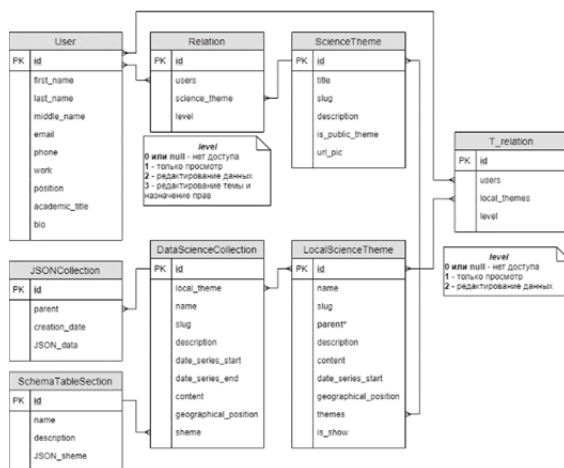 User
PK id
first_name
last_name
middle_name
email
phone
work
position
academic_title
bio
Relation
PK id
users
science_theme
level
level
0 или null - нет доступа
1 - только просмотр
2 - редактирование данных
3 - редактирование темы и
назначение прав
ScienceTheme
PK id
title
slug
description
is_public_theme
url_pic
T_relation
PK id
users
local_themes
level
level
0 или null - нет доступа
1 - только просмотр
2 - редактирование данных
JSONCollection
PK id
parent
creation_date
JSON_data
SchemaTableSection
PK id
name
description
JSON_sheme
DataScienceCollection
PK id
local_theme
name
slug
description
date_series_start
date_series_end
content
geographical_position
sheme
LocalScienceTheme
PK id
name
slug
parent*
description
content
date_series_start
geographical_position
themes
is_show